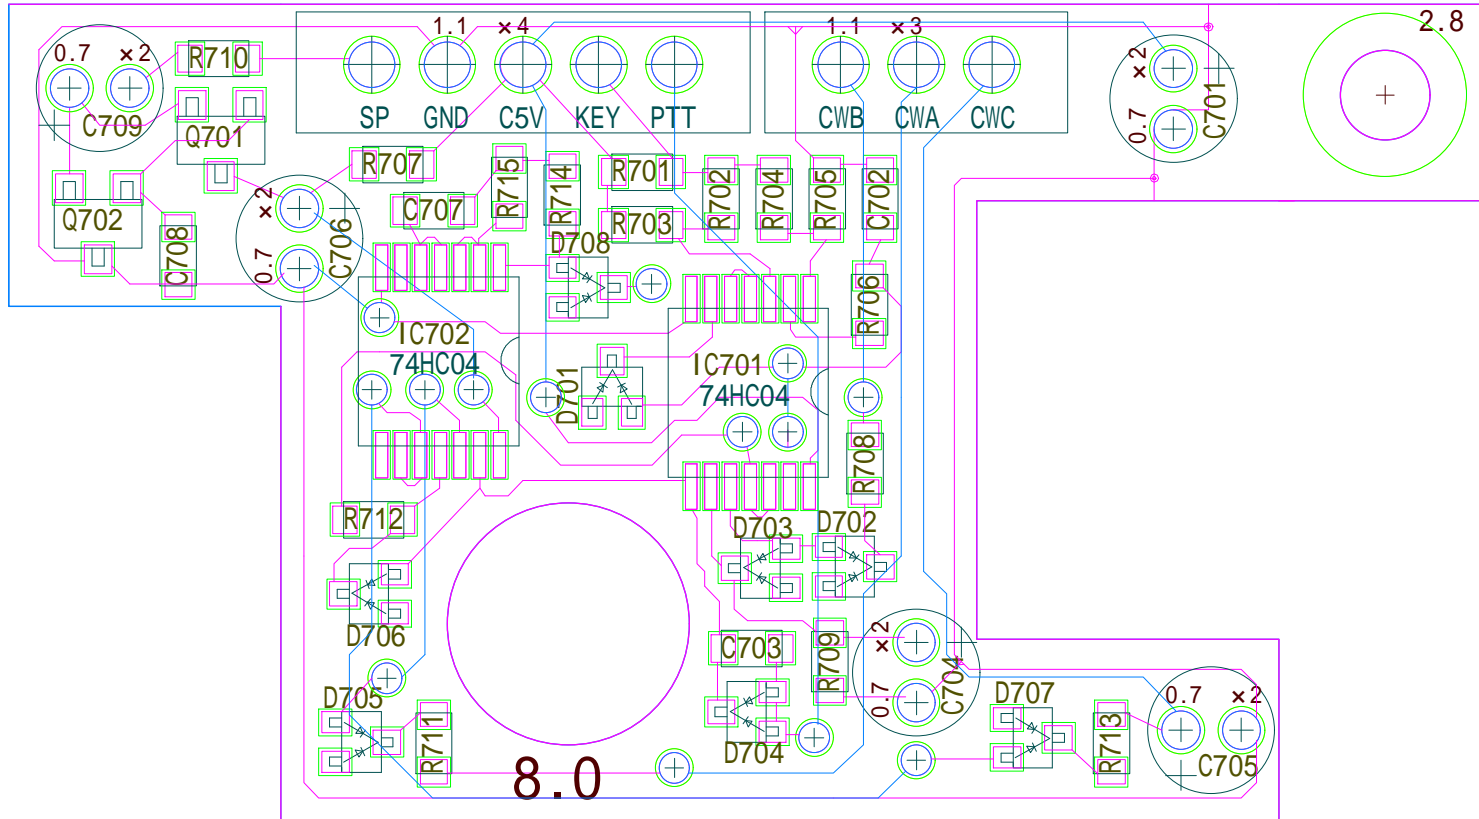 1.1 ×4
1.1 ×3
2.8
0.7 ×2
R710
×2
0.7
C701
SP GND C5V KEY PTT
CWB CWA CWC
C709
Q701
R707
R715
R714
R701
R702
R704
R705
C702
Q702
C707
R703
×2
0.7
C706
C708
D708
R706
IC702
74HC04
IC701
74HC04
D701
R708
R712
D703
D702
D706
C703
R709
×2
0.7
C704
D705
R711
D704
D707
R713
0.7 ×2
C705
8.0